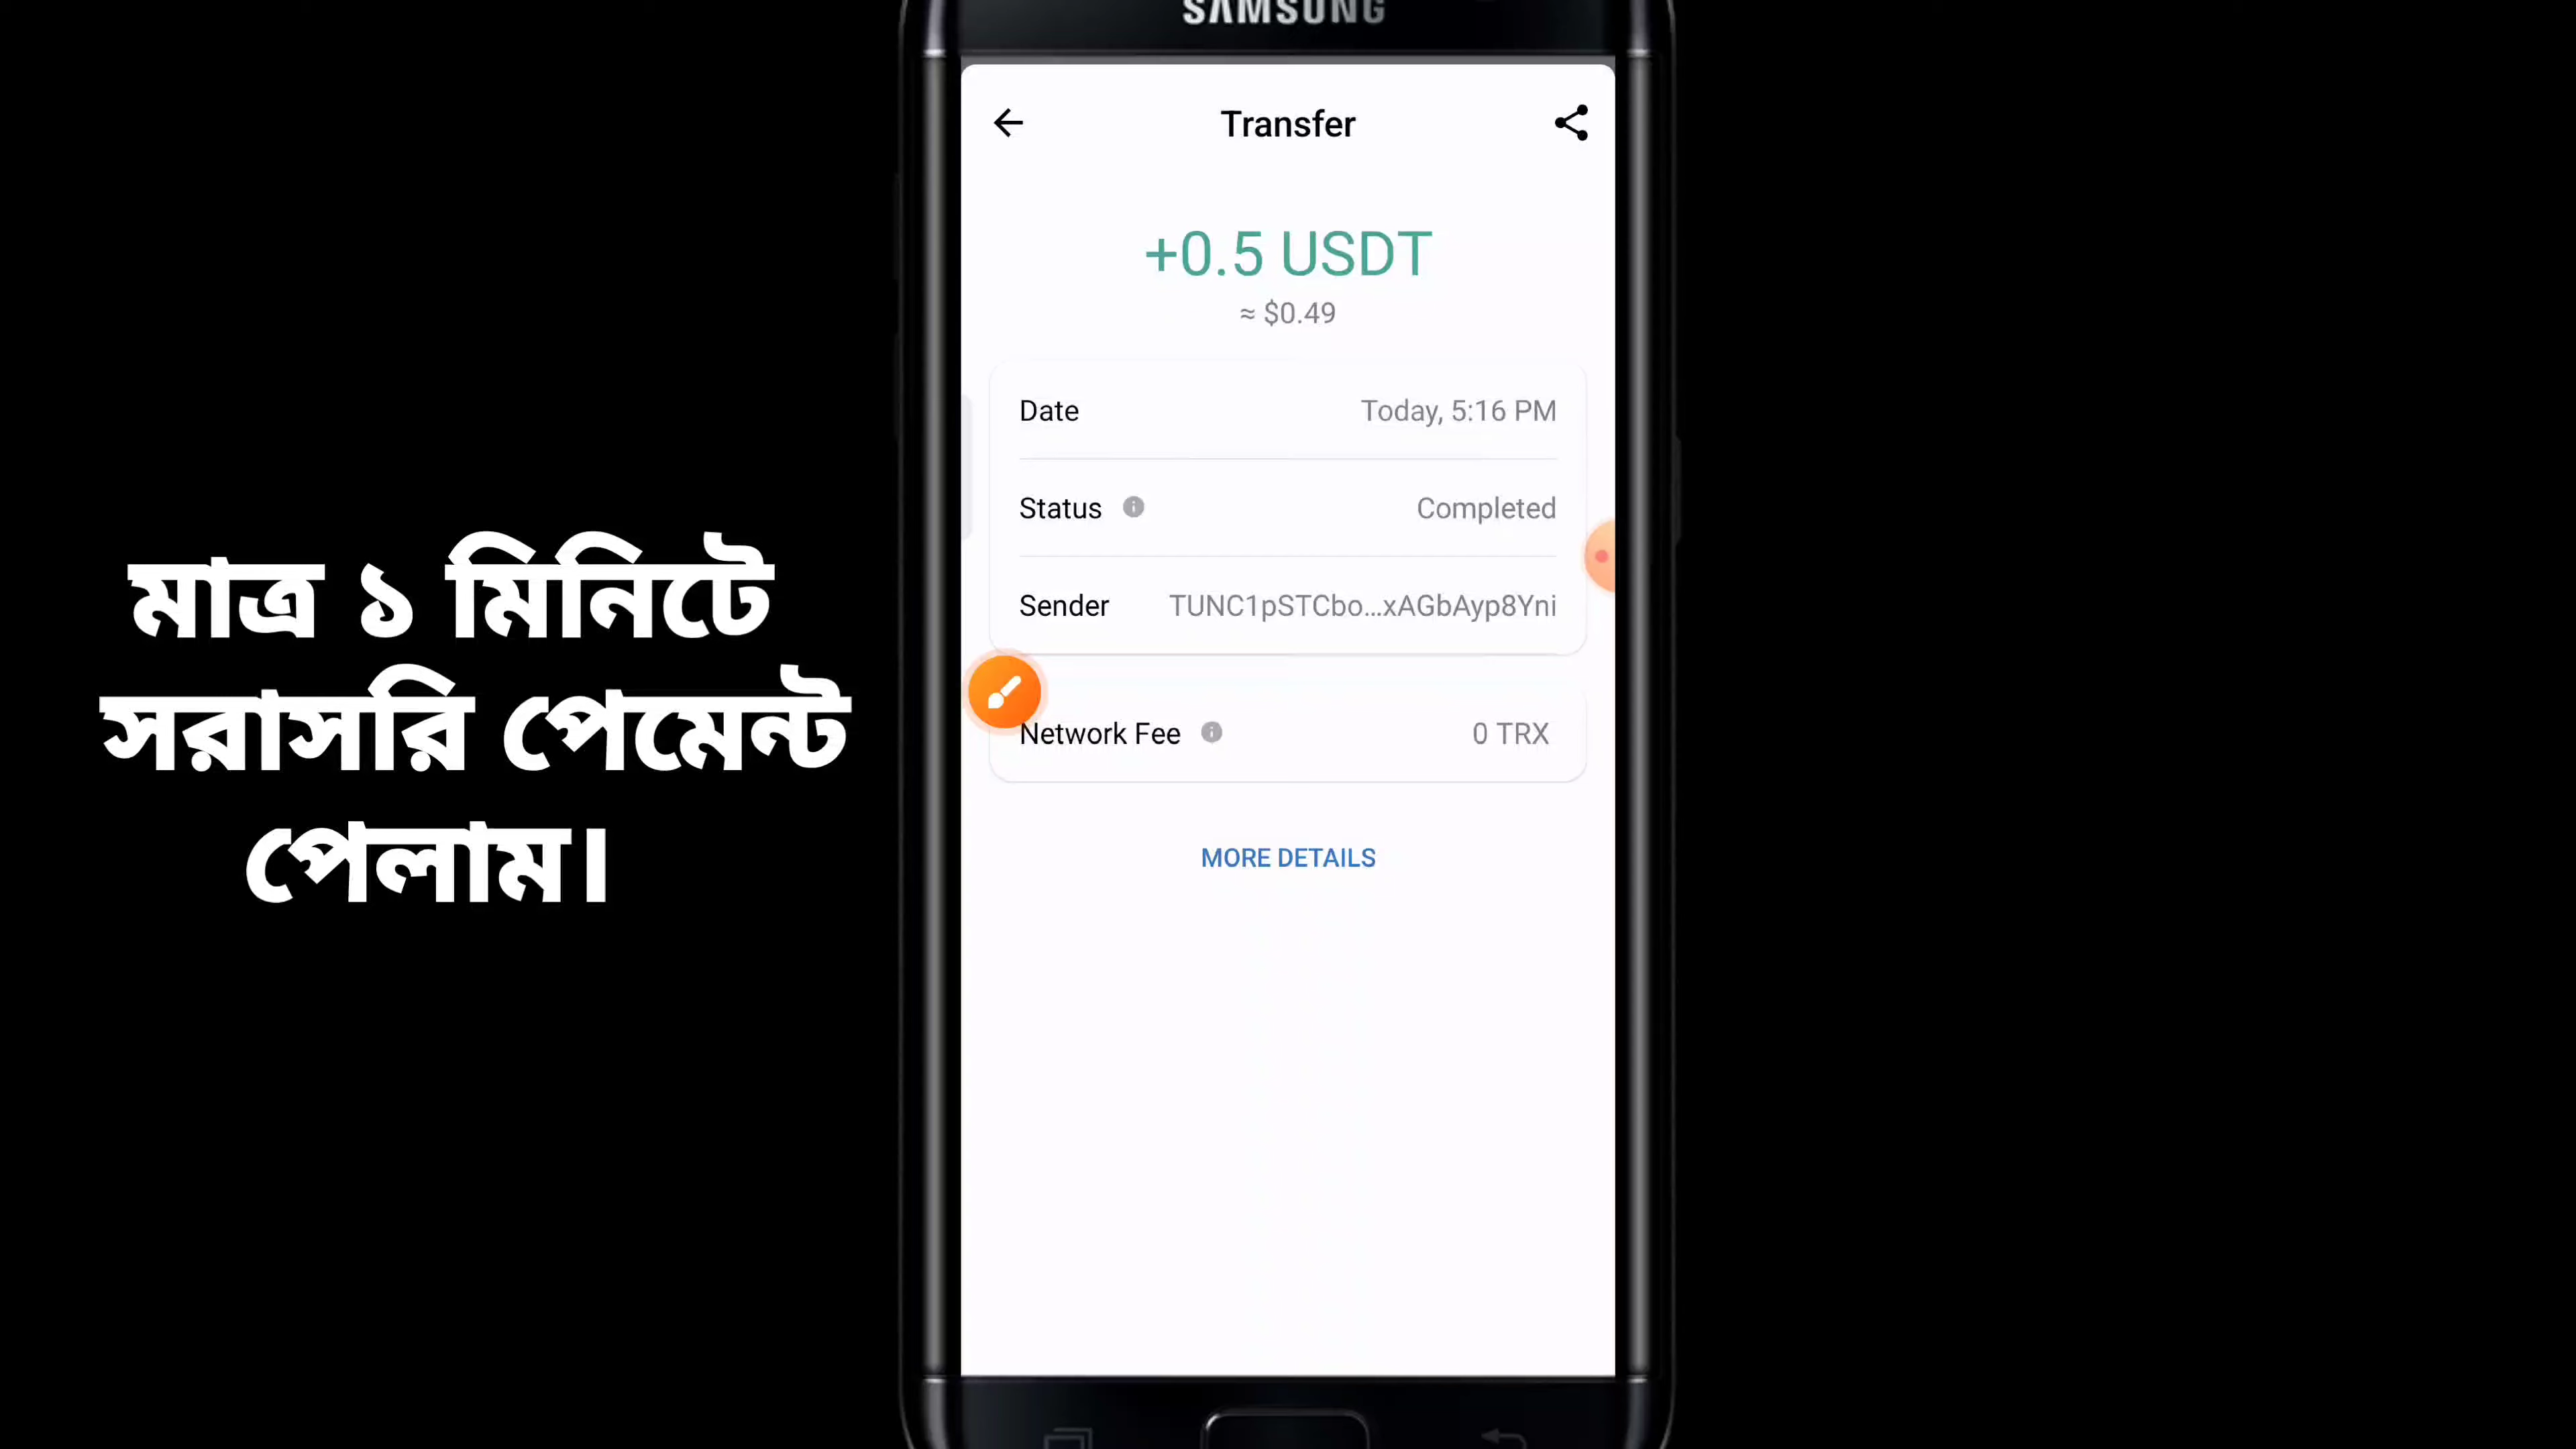 SAMSUNG
Transfer
+0.5 USDT
≈ $0.49
Date Today, 5:16 PM
Status Completed
Sender TUNC1pSTCbo...xAGbAyp8Yni
Network Fee 0 TRX
MORE DETAILS
মাত্র ১ মিনিটে
সরাসরি পেমেন্ট
পেলাম।